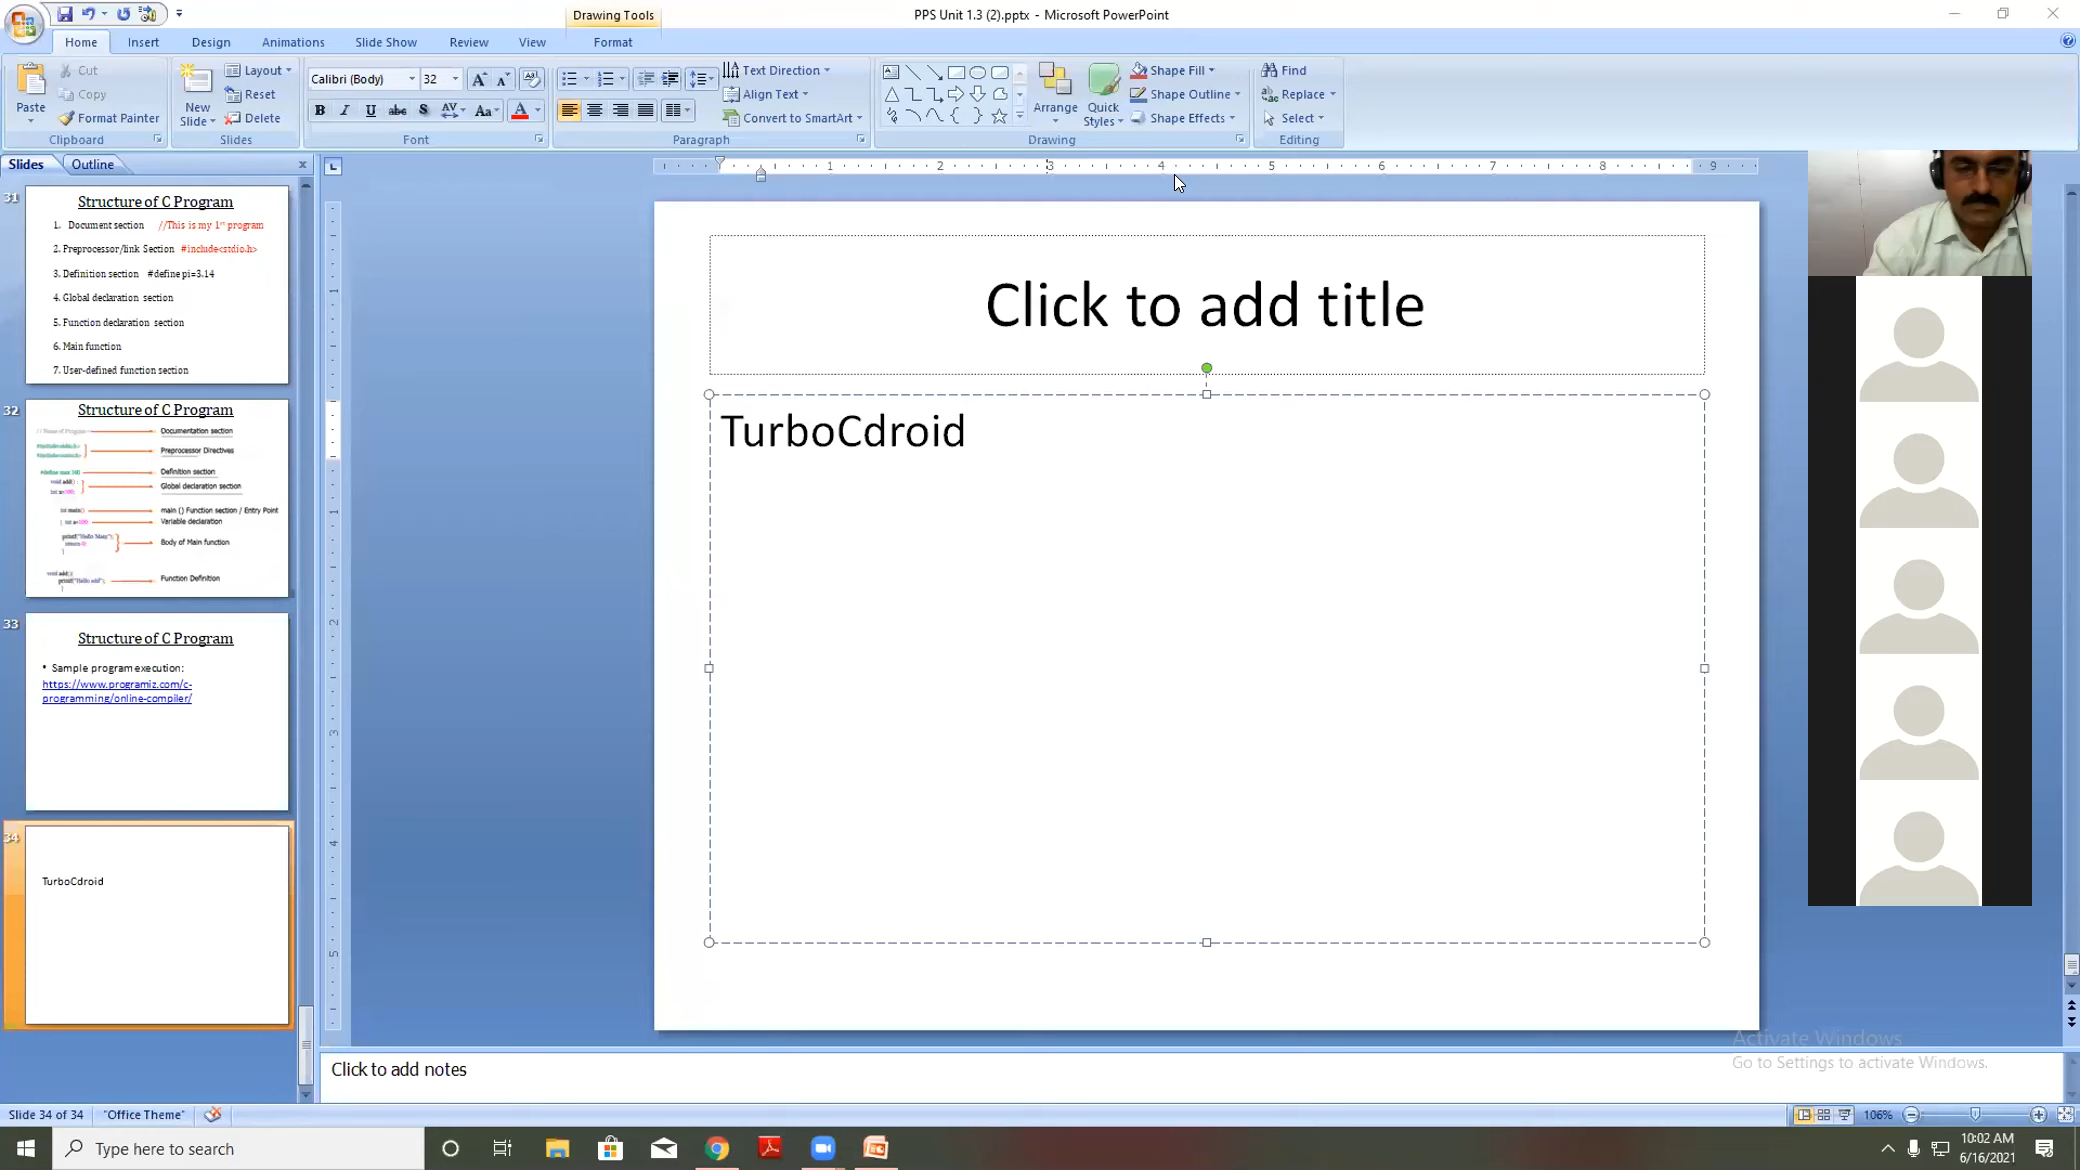 Drawing Tools
PPS Unit 1.3 (2).pptx - Microsoft PowerPoint
Home Insert Design Animations Slide Show Review View Format
Paste
Cut
Copy
Format Painter
Clipboard
New
Slide
Layout
Reset
Delete
Slides
Calibri (Body) 32
Font
Paragraph
Text Direction
Align Text
Convert to SmartArt
Arrange
Quick
Styles
Shape Fill
Shape Outline
Shape Effects
Drawing
Find
Replace
Select
Editing
Slides Outline
31
Structure of C Program
1. Document section //This is my 1st program
2. Preprocessor/link Section #include<stdio.h>
3. Definition section #define pi=3.14
4. Global declaration section
5. Function declaration section
6. Main function
7. User-defined function section
32
Structure of C Program
Documentation section
Preprocessor Directives
Definition section
Global declaration section
main () Function section / Entry Point
Variable declaration
Body of Main function
Function Definition
33
Structure of C Program
• Sample program execution:
https://www.programiz.com/c-
programming/online-compiler/
34
TurboCdroid
Click to add title
TurboCdroid
Click to add notes
Activate Windows
Go to Settings to activate Windows.
Slide 34 of 34 "Office Theme" 106%
Type here to search
10:02 AM
6/16/2021